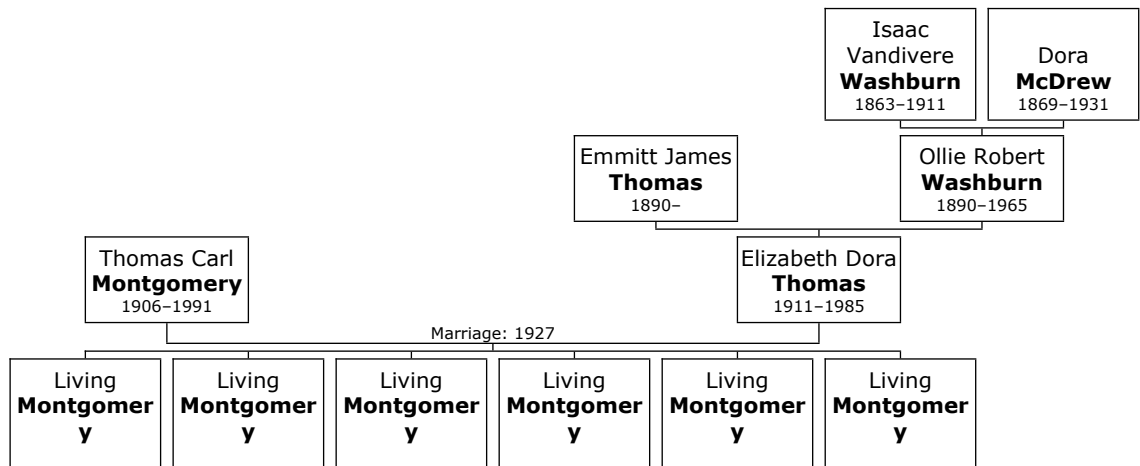 Isaac
Vandivere
Washburn
1863–1911
Dora
McDrew
1869–1931
Emmitt James
Thomas
1890–
Ollie Robert
Washburn
1890–1965
Thomas Carl
Montgomery
1906–1991
Elizabeth Dora
Thomas
1911–1985
Marriage: 1927
Living
Montgomer
y
Living
Montgomer
y
Living
Montgomer
y
Living
Montgomer
y
Living
Montgomer
y
Living
Montgomer
y